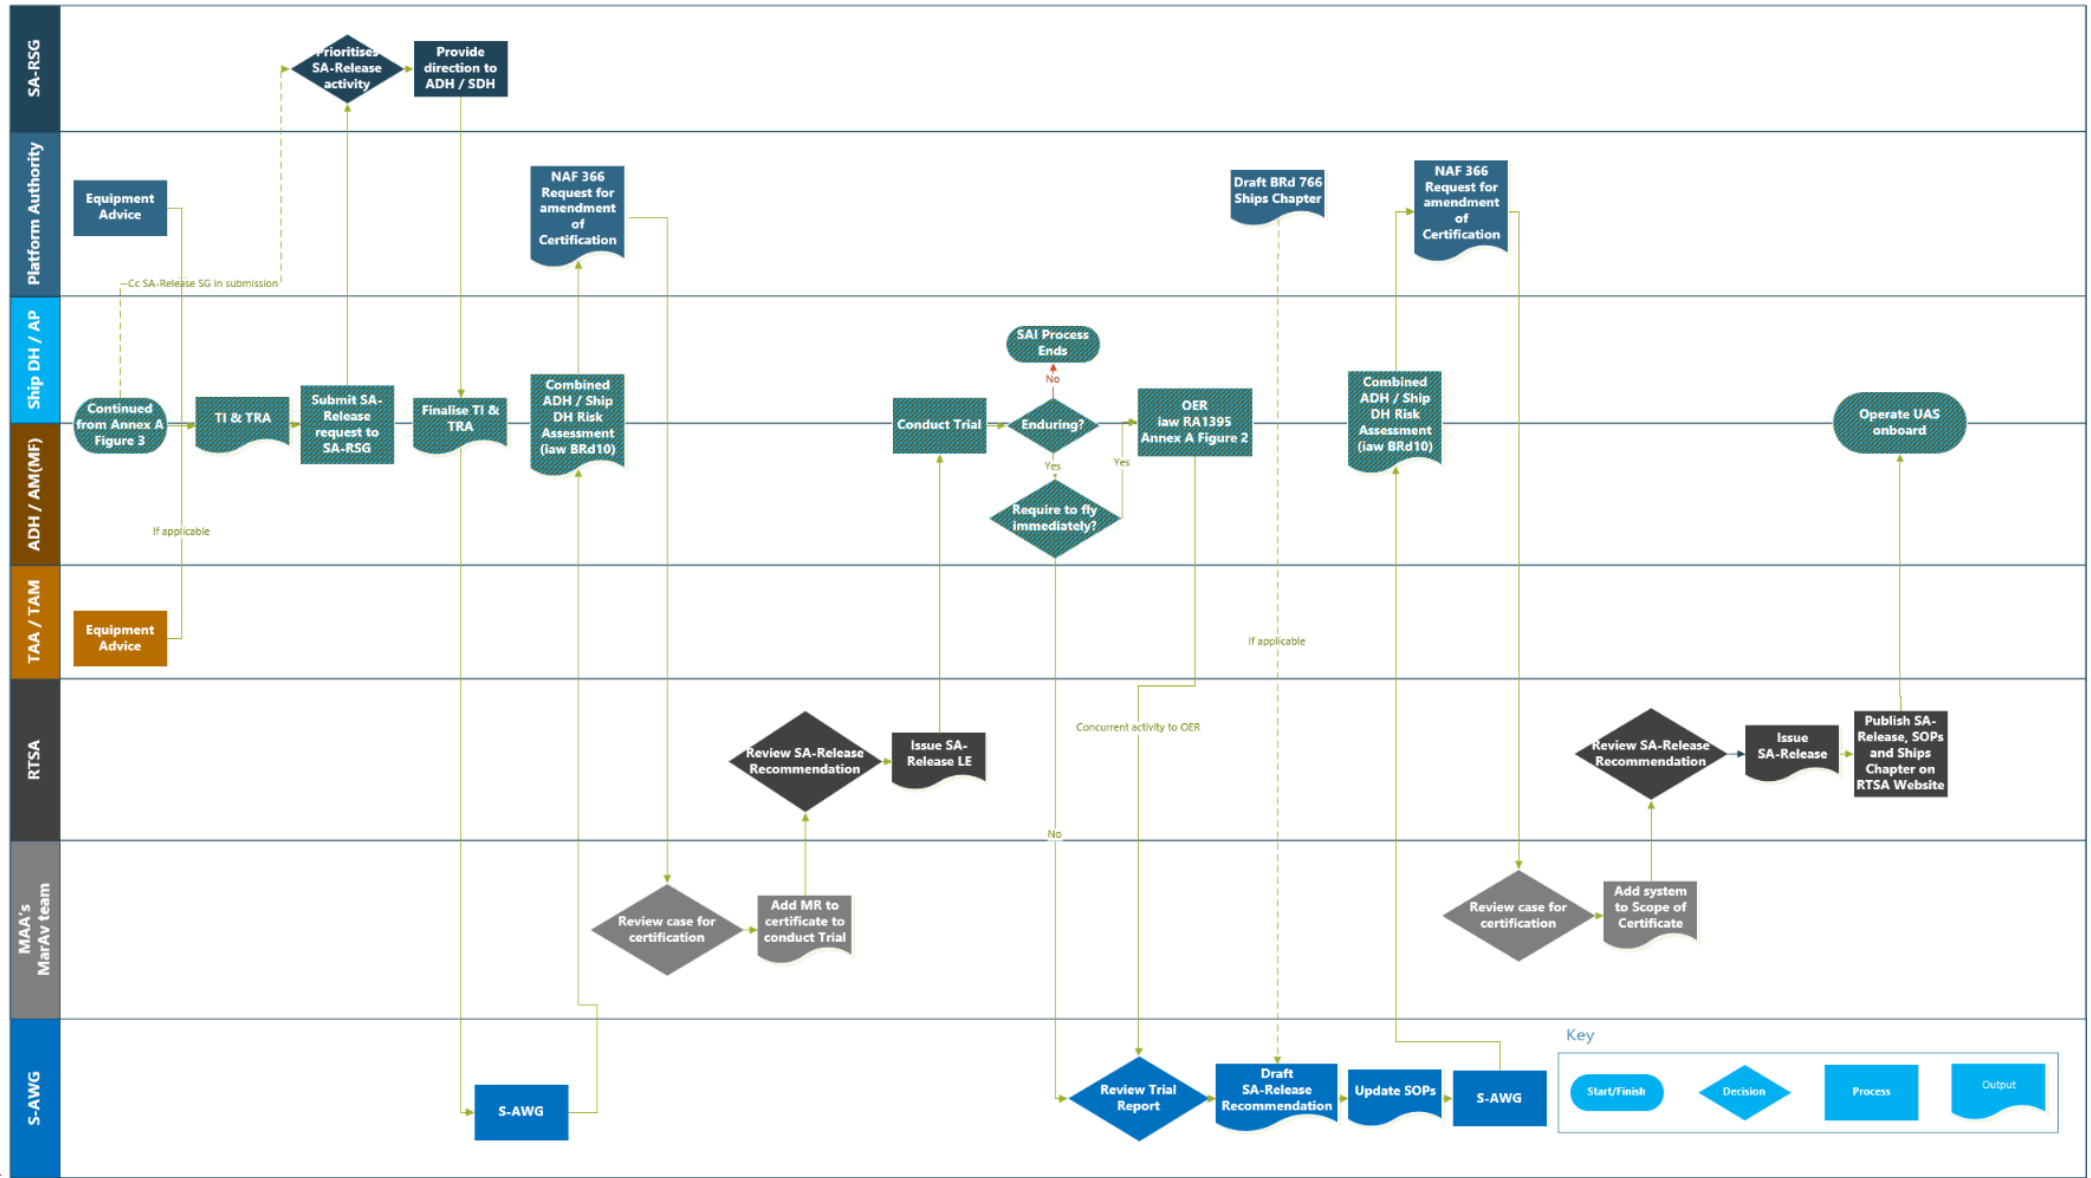 SA-RSG
Prioritises
SA-Release
activity
Provide
direction to
ADH / SDH
Platform Authority
Equipment
Advice
NAF 366
Request for
amendment
of
Certification
Draft BRd 766
Ships Chapter
NAF 366
Request for
amendment
of
Certification
Cc SA-Release SG in submission
Ship DH / AP
SAI Process
Ends
No
Continued
from Annex A
Figure 3
TI & TRA
Submit SA-
Release
request to
SA-RSG
Finalise TI &
TRA
Combined
ADH / Ship
DH Risk
Assessment
(iaw BRd10)
Conduct Trial
Enduring?
OER
iaw RA1395
Annex A Figure 2
Combined
ADH / Ship
DH Risk
Assessment
(iaw BRd10)
Operate UAS
onboard
ADH / AM(MF)
Yes
Yes
Require to fly
immediately?
If applicable
TAA / TAM
Equipment
Advice
If applicable
RTSA
Concurrent activity to OER
Review SA-Release
Recommendation
Issue SA-
Release LE
Review SA-Release
Recommendation
Issue
SA-Release
Publish SA-
Release, SOPs
and Ships
Chapter on
RTSA Website
No
MAA's
MarAv team
Review case for
certification
Add MR to
certificate to
conduct Trial
Review case for
certification
Add system
to Scope of
Certificate
S-AWG
S-AWG
Review Trial
Report
Draft
SA-Release
Recommendation
Update SOPs
S-AWG
Key
Start/Finish
Decision
Process
Output